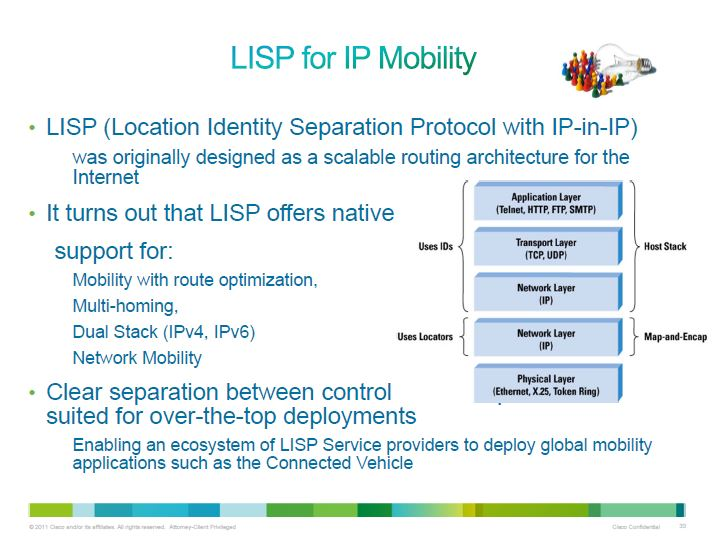 LISP for IP Mobility
• LISP (Location Identity Separation Protocol with IP-in-IP)
was originally designed as a scalable routing architecture for the
Internet
• It turns out that LISP offers native
support for:
Mobility with route optimization,
Multi-homing,
Dual Stack (IPv4, IPv6)
Network Mobility
Application Layer
(Telnet, HTTP, FTP, SMTP)
Uses IDs
Transport Layer
(TCP, UDP)
Host Stack
Network Layer
(IP)
Uses Locators
Network Layer
(IP)
Map-and-Encap
Physical Layer
(Ethernet, X.25, Token Ring)
• Clear separation between control
suited for over-the-top deployments
Enabling an ecosystem of LISP Service providers to deploy global mobility
applications such as the Connected Vehicle
© 2011 Cisco and/or its affiliates. All rights reserved. Attorney-Client Privileged
Cisco Confidential